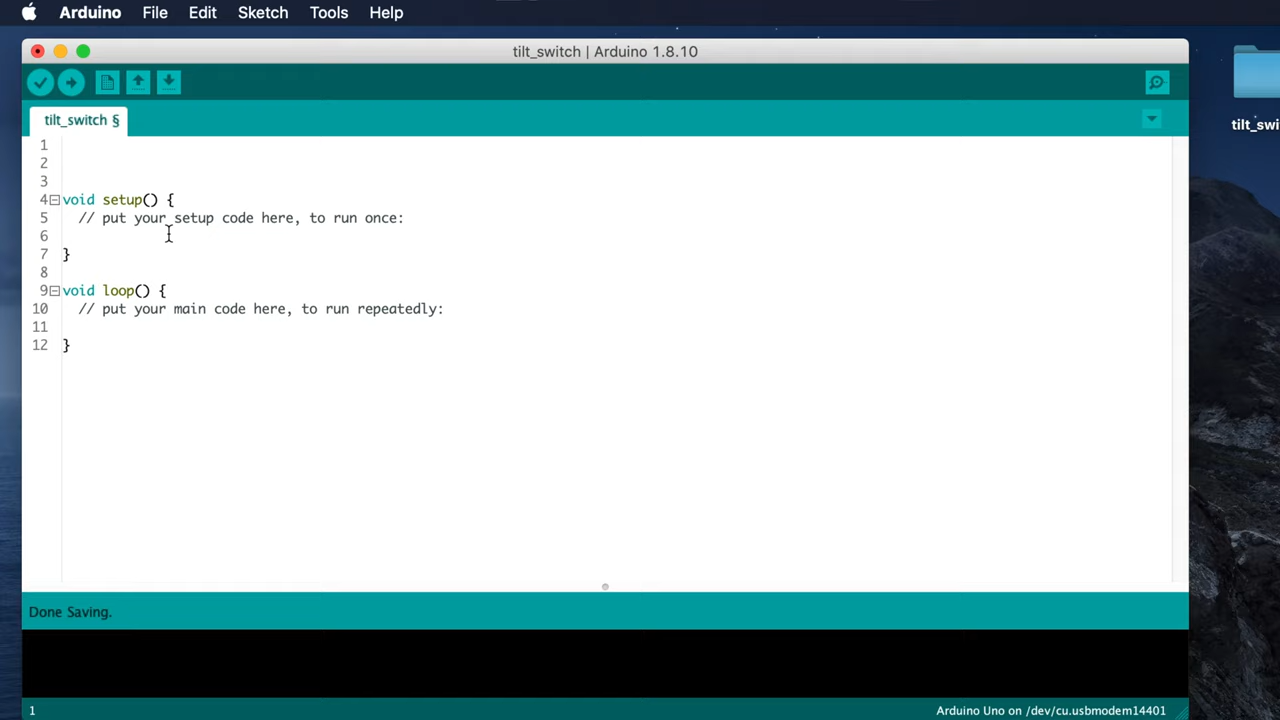 Arduino File Edit Sketch Tools Help
tilt_switch | Arduino 1.8.10
tilt_switch §
tilt_swi
1
2
3
4 void setup() {
5 // put your setup code here, to run once:
6
7 }
8
9 void loop() {
10 // put your main code here, to run repeatedly:
11
12 }
Done Saving.
1 Arduino Uno on /dev/cu.usbmodem14401